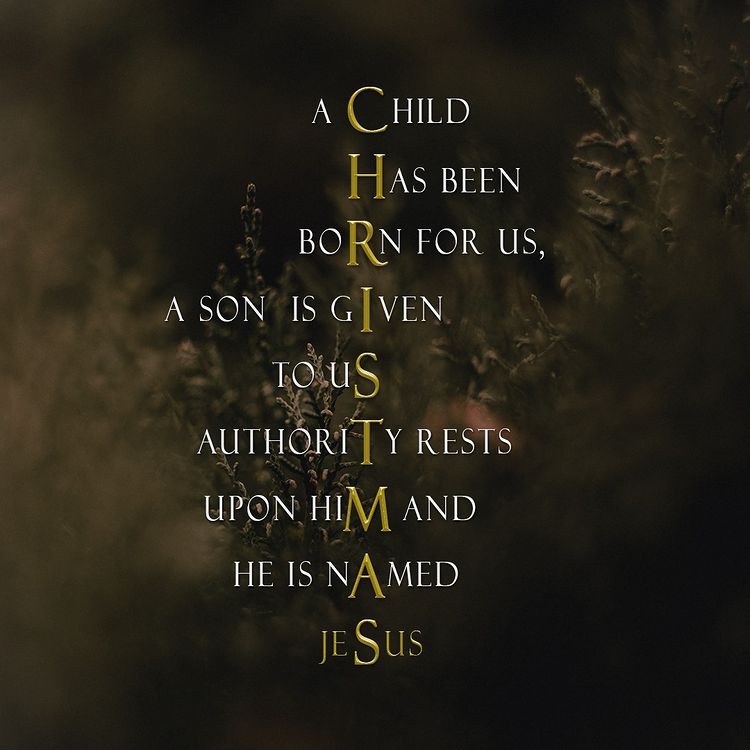 A CHILD
HAS BEEN
BORN FOR US,
A SON IS GIVEN
TO US
AUTHORITY RESTS
UPON HIM AND
HE IS NAMED
JESUS